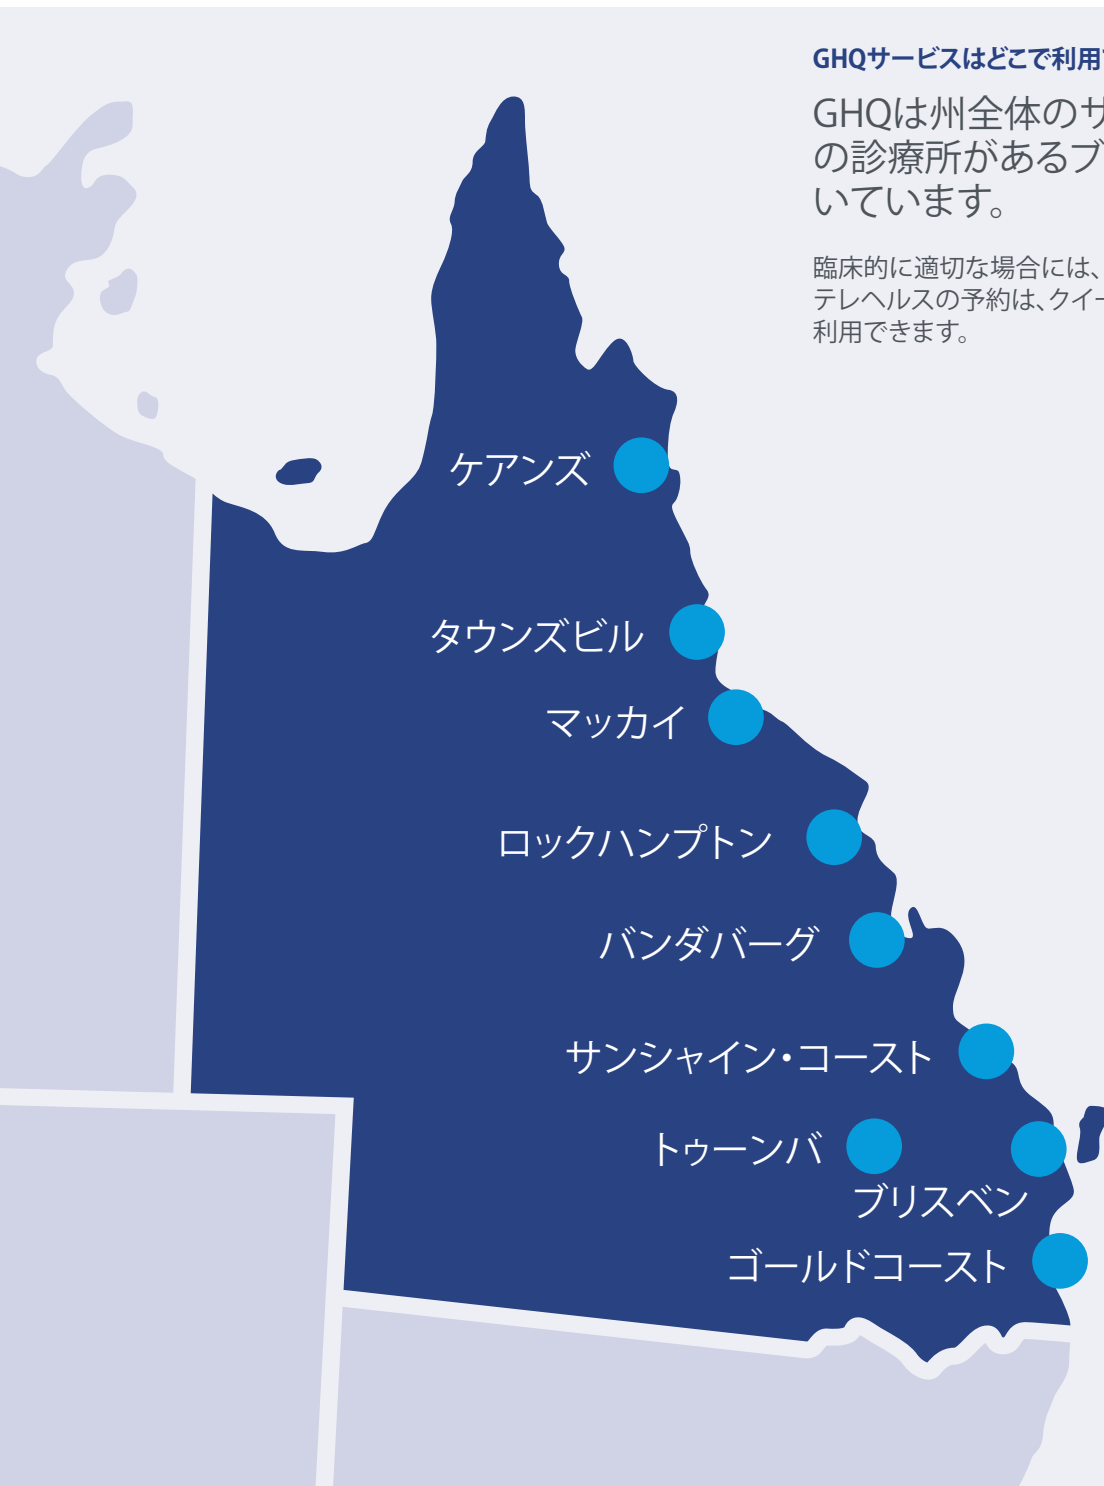 GHQサービスはどこで利用
GHQは州全体のサ
の診療所があるブ
いています。
臨床的に適切な場合には、
テレヘルスの予約は、クイー
利用できます。
ケアンズ
タウンズビル
マッカイ
ロックハンプトン
バンダバーグ
サンシャイン・コースト
トゥーンバ
ブリスベン
ゴールドコースト